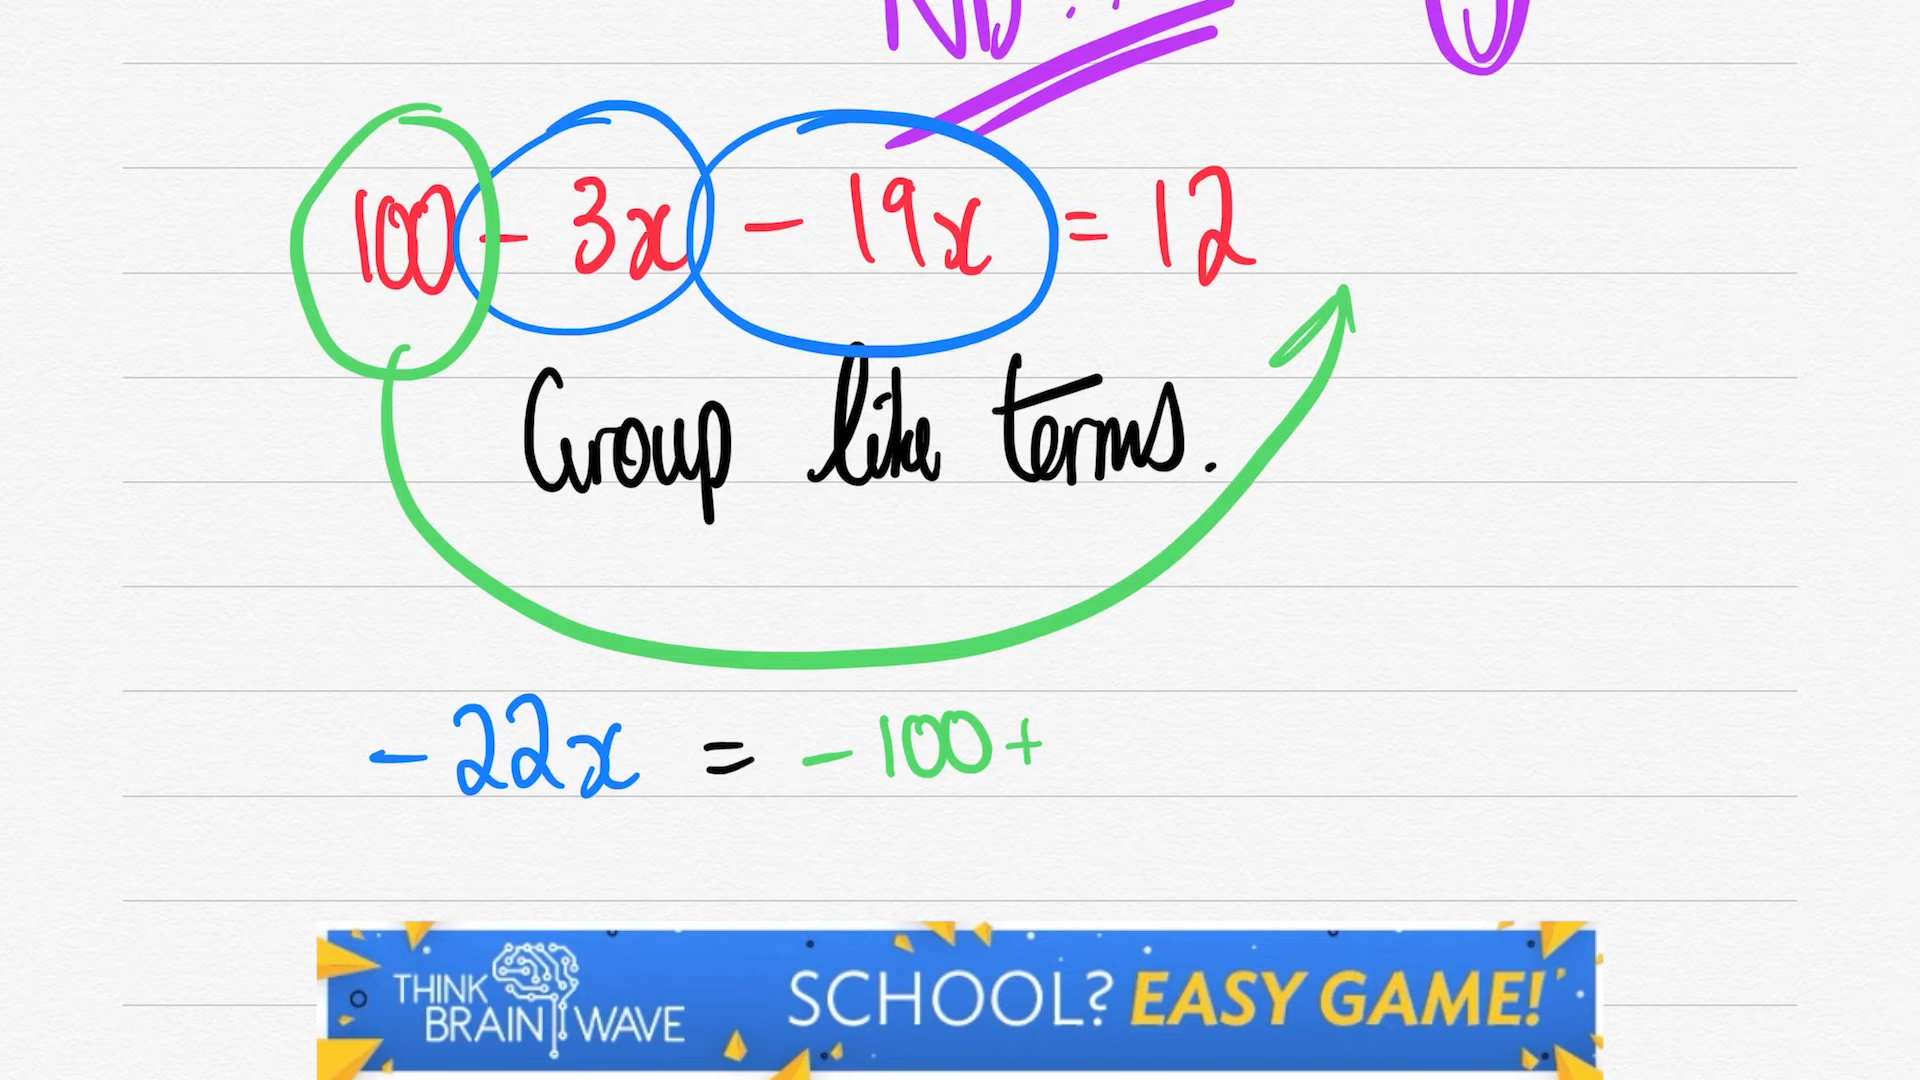 100 - 3x - 19x = 12
Group like terms.
- 22x = - 100 +
THINK BRAIN WAVE
SCHOOL? EASY GAME!